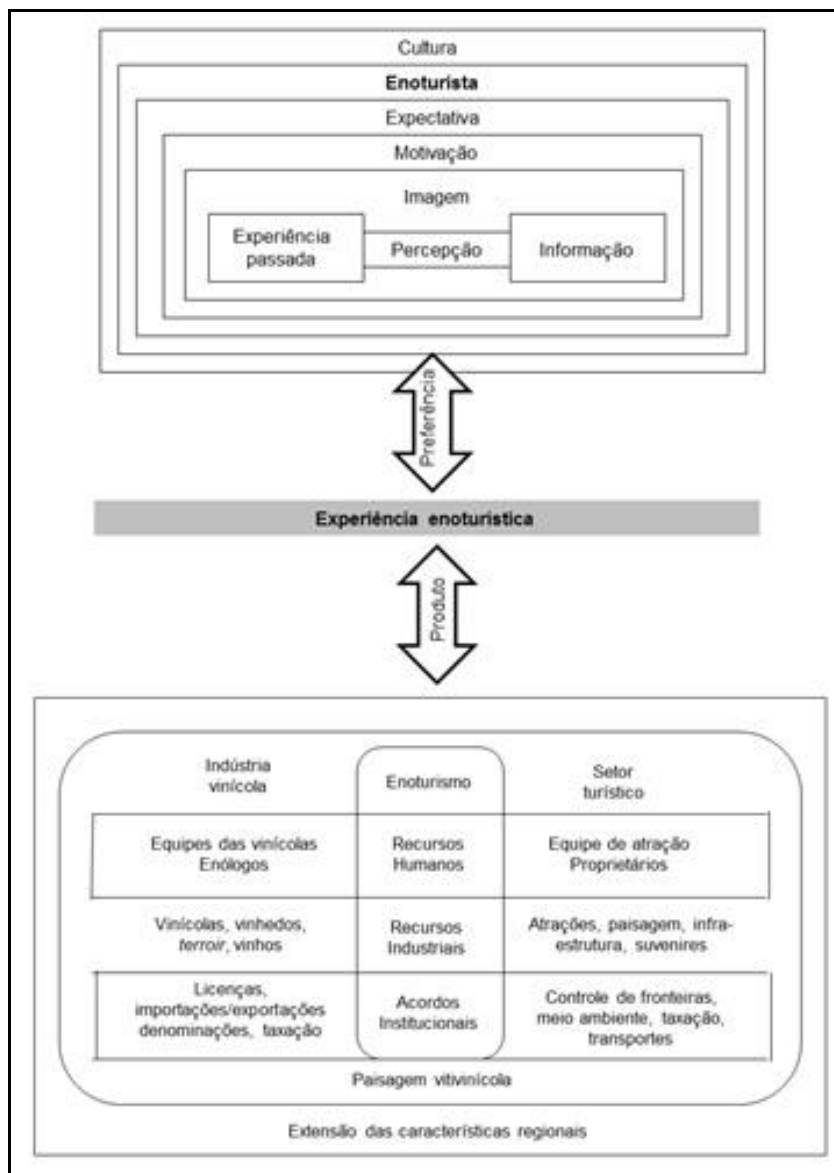 Cultura
Enoturista
Expectativa
Motivação
Imagem
Experiência
passada
Percepção
Informação
Preferência
Experiência enoturística
Produto
Indústria
vinícola
Enoturismo
Setor
turístico
Equipes das vinícolas
Enólogos
Recursos
Humanos
Equipe de atração
Proprietários
Vinícolas, vinhedos,
terroir, vinhos
Recursos
Industriais
Atrações, paisagem, infra-
estrutura, suvenires
Licenças,
importações/exportações
denominações, taxação
Acordos
Institucionais
Controle de fronteiras,
meio ambiente, taxação,
transportes
Paisagem vitivinícola
Extensão das características regionais